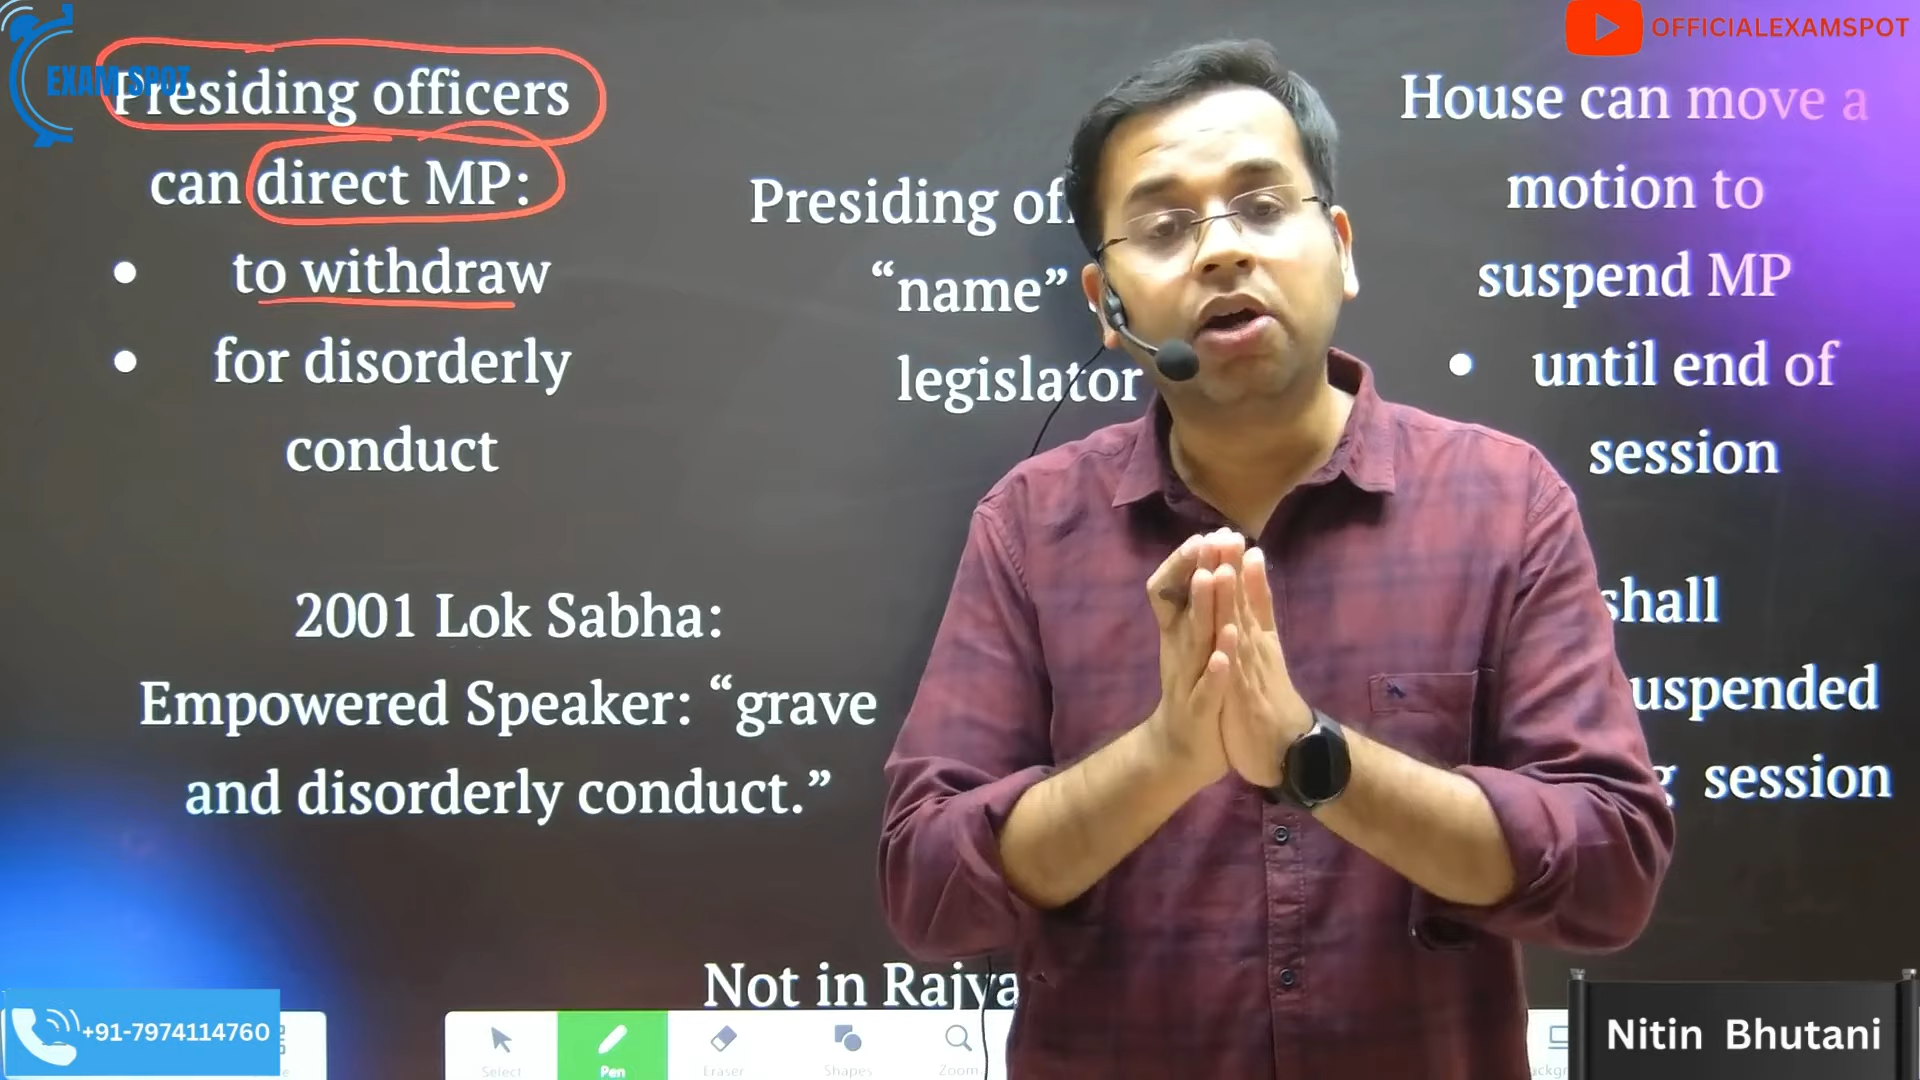 EXAM SPOT
OFFICIALEXAMSPOT
Presiding officers
can direct MP:
• to withdraw
• for disorderly
conduct
Presiding
“name”
legislator
House can move a
motion to
suspend MP
• until end of
session
2001 Lok Sabha:
Empowered Speaker: “grave
and disorderly conduct.”
shall
session
Not in Rajya
+91-7974114760
Select
Pen
Eraser
Shapes
Zoom
Nitin Bhutani